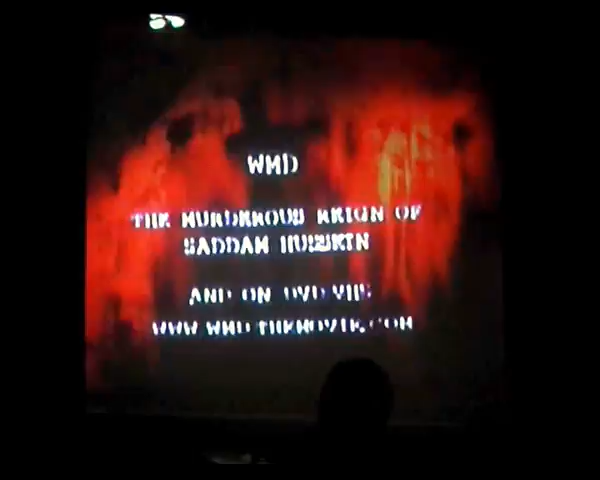 WMD
THE MURDEROUS REIGN OF
SADDAM HUSSEIN
AND ON DVD/VHS
WWW.WMDTHEMOVIE.COM